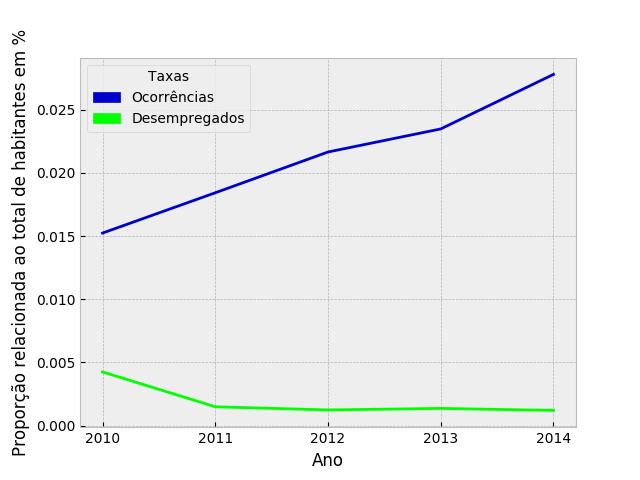 Proporção relacionada ao total de habitantes em %
Taxas
Ocorrências
Desempregados
0.025
0.020
0.015
0.010
0.005
0.000
2010 2011 2012 2013 2014
Ano